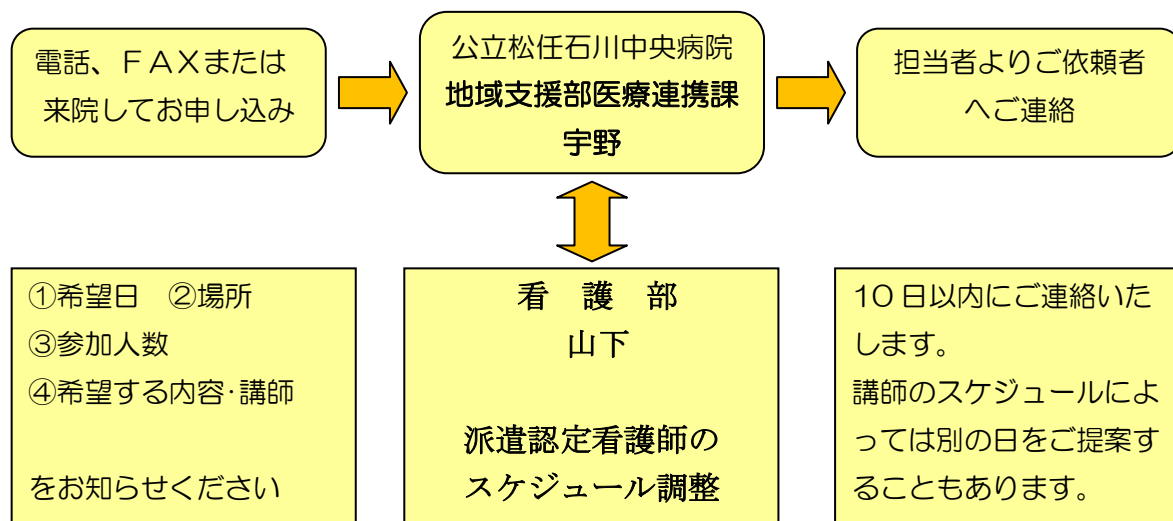 電話、ＦＡＸまたは
来院してお申し込み
公立松任石川中央病院
地域支援部医療連携課
宇野
担当者よりご依頼者
へご連絡
①希望日　②場所
③参加人数
④希望する内容・講師
をお知らせください
看　護　部
山下
派遣認定看護師の
スケジュール調整
10日以内にご連絡いた
します。
講師のスケジュールによ
っては別の日をご提案す
ることもあります。